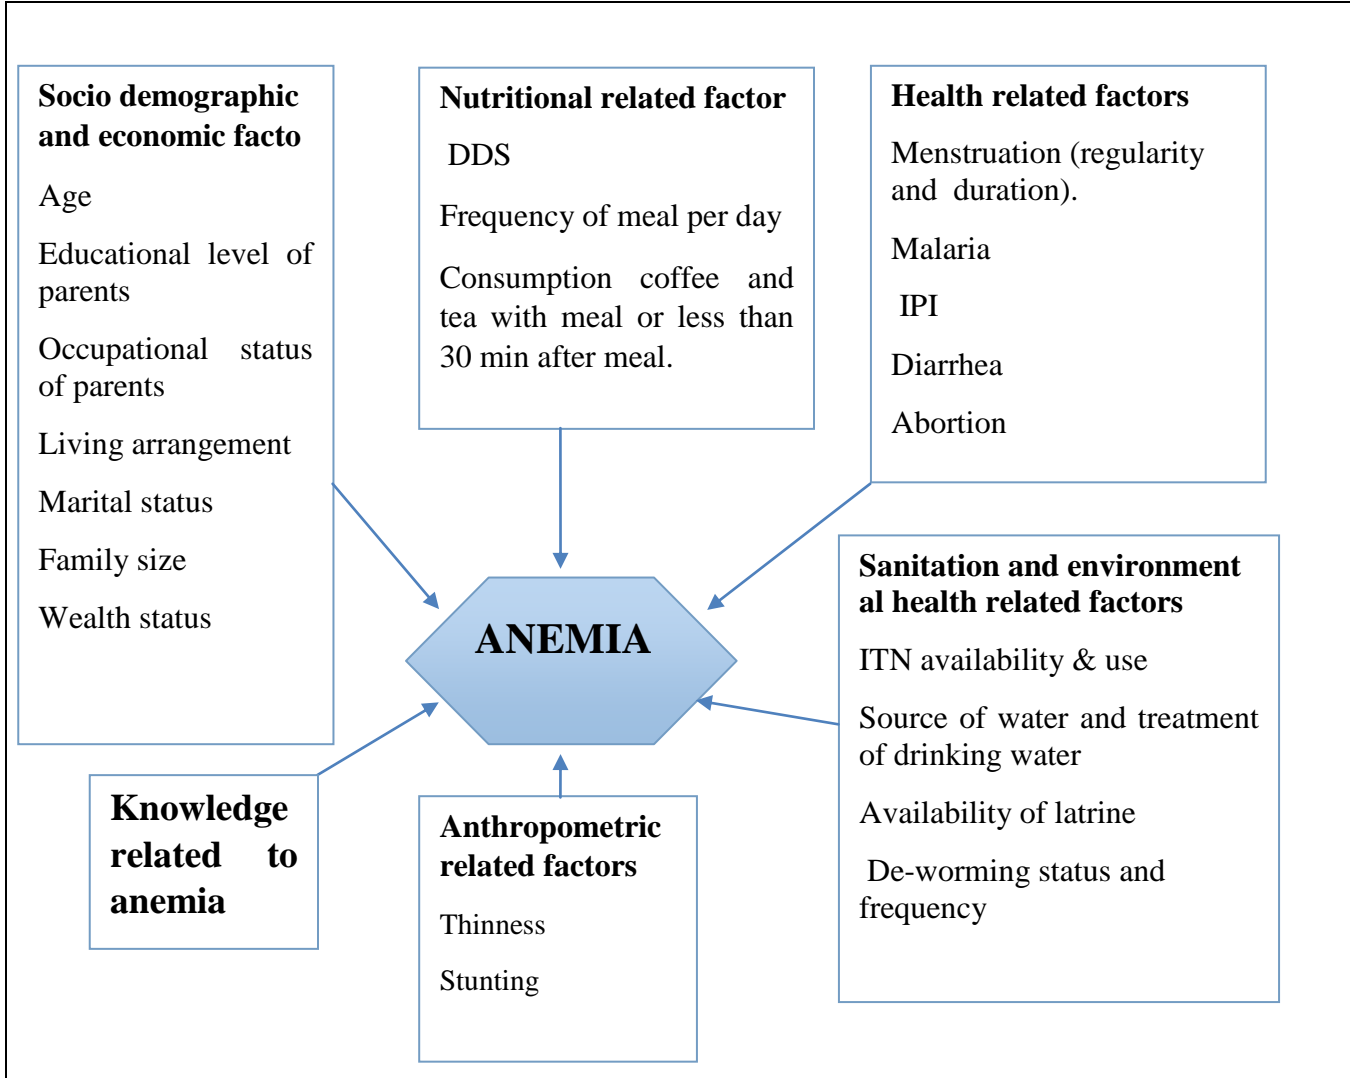 Socio demographic
and economic facto
Age
Educational level of
parents
Occupational status
of parents
Living arrangement
Marital status
Family size
Wealth status
Nutritional related factor
DDS
Frequency of meal per day
Consumption coffee and
tea with meal or less than
30 min after meal.
Health related factors
Menstruation (regularity
and duration).
Malaria
IPI
Diarrhea
Abortion
ANEMIA
Sanitation and environment
al health related factors
ITN availability & use
Source of water and treatment
of drinking water
Availability of latrine
De-worming status and
frequency
Knowledge
related to
anemia
Anthropometric
related factors
Thinness
Stunting